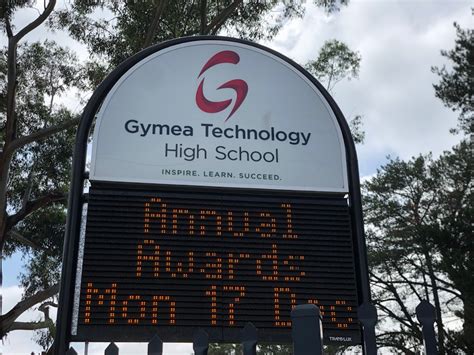 Gymea Technology
High School
INSPIRE. LEARN. SUCCEED.
Annual
Awards
Mon 17 Dec